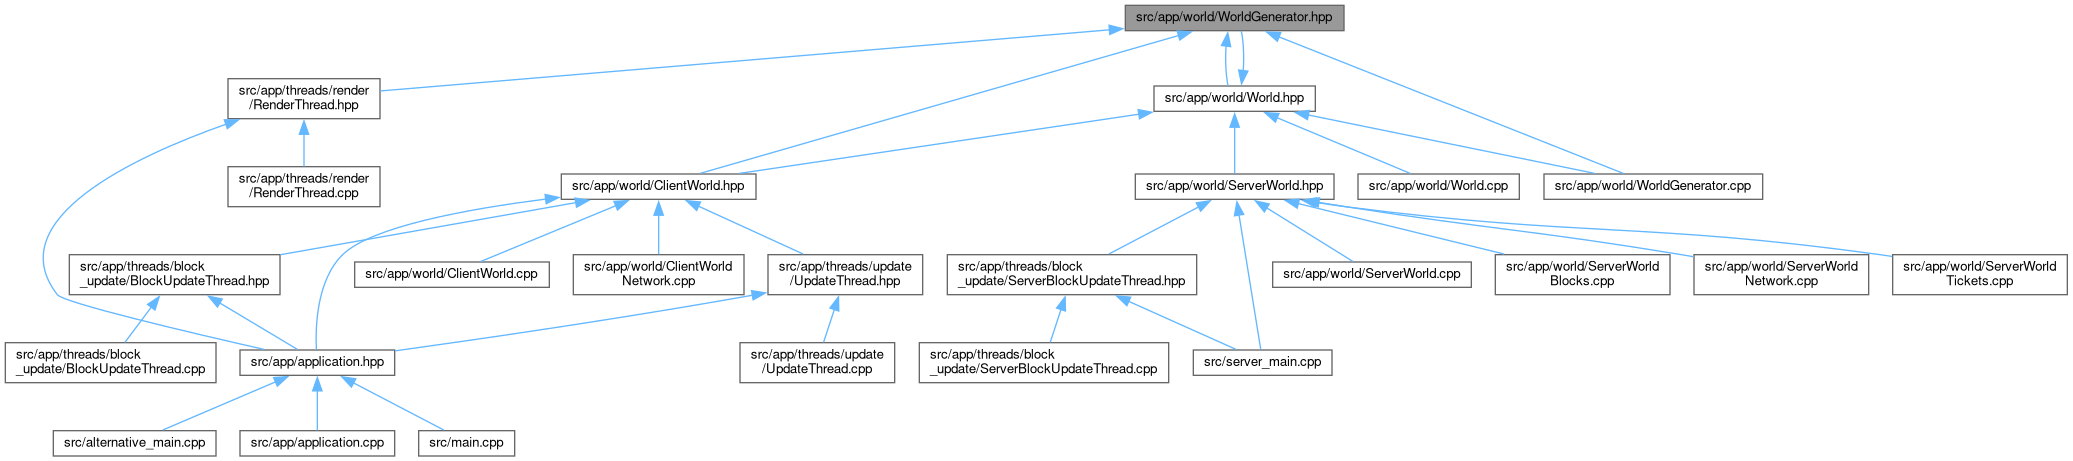 src/app/world/WorldGenerator.hpp
src/app/threads/render
/RenderThread.hpp
src/app/world/World.hpp
src/app/threads/render
/RenderThread.cpp
src/app/world/ClientWorld.hpp
src/app/world/ServerWorld.hpp
src/app/world/World.cpp
src/app/world/WorldGenerator.cpp
src/app/threads/block
_update/BlockUpdateThread.hpp
src/app/world/ClientWorld.cpp
src/app/world/ClientWorld
Network.cpp
src/app/threads/update
/UpdateThread.hpp
src/app/threads/block
_update/ServerBlockUpdateThread.hpp
src/app/world/ServerWorld.cpp
src/app/world/ServerWorld
Blocks.cpp
src/app/world/ServerWorld
Network.cpp
src/app/world/ServerWorld
Tickets.cpp
src/app/threads/block
_update/BlockUpdateThread.cpp
src/app/application.hpp
src/app/threads/update
/UpdateThread.cpp
src/app/threads/block
_update/ServerBlockUpdateThread.cpp
src/server_main.cpp
src/alternative_main.cpp
src/app/application.cpp
src/main.cpp